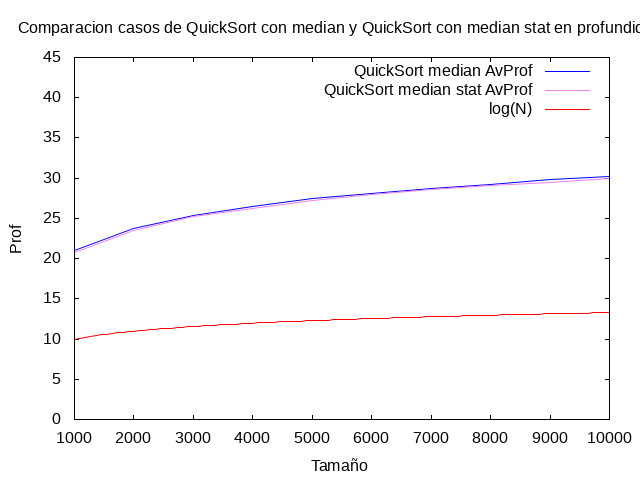 Comparacion casos de QuickSort con median y QuickSort con median stat en profundid
45
40
35
30
25
20
15
10
5
0
QuickSort median AvProf
QuickSort median stat AvProf
log(N)
Prof
1000 2000 3000 4000 5000 6000 7000 8000 9000 10000
Tamaño